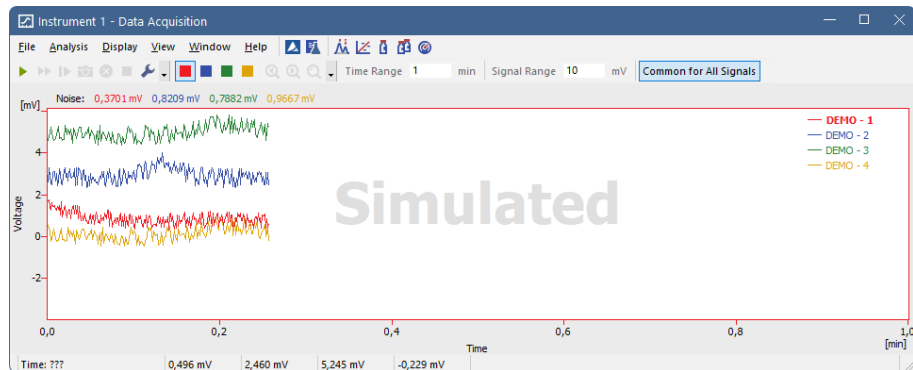 Instrument 1 - Data Acquisition
File Analysis Display View Window Help
Time Range 1 min Signal Range 10 mV Common for All Signals
Noise: 0,3701 mV 0,8209 mV 0,7882 mV 0,9667 mV
[mV]
DEMO - 1
DEMO - 2
DEMO - 3
DEMO - 4
4
2
0
-2
Voltage
Simulated
0,0 0,2 0,4 0,6 0,8 1,0
Time
[min]
Time: ??? 0,496 mV 2,460 mV 5,245 mV -0,229 mV